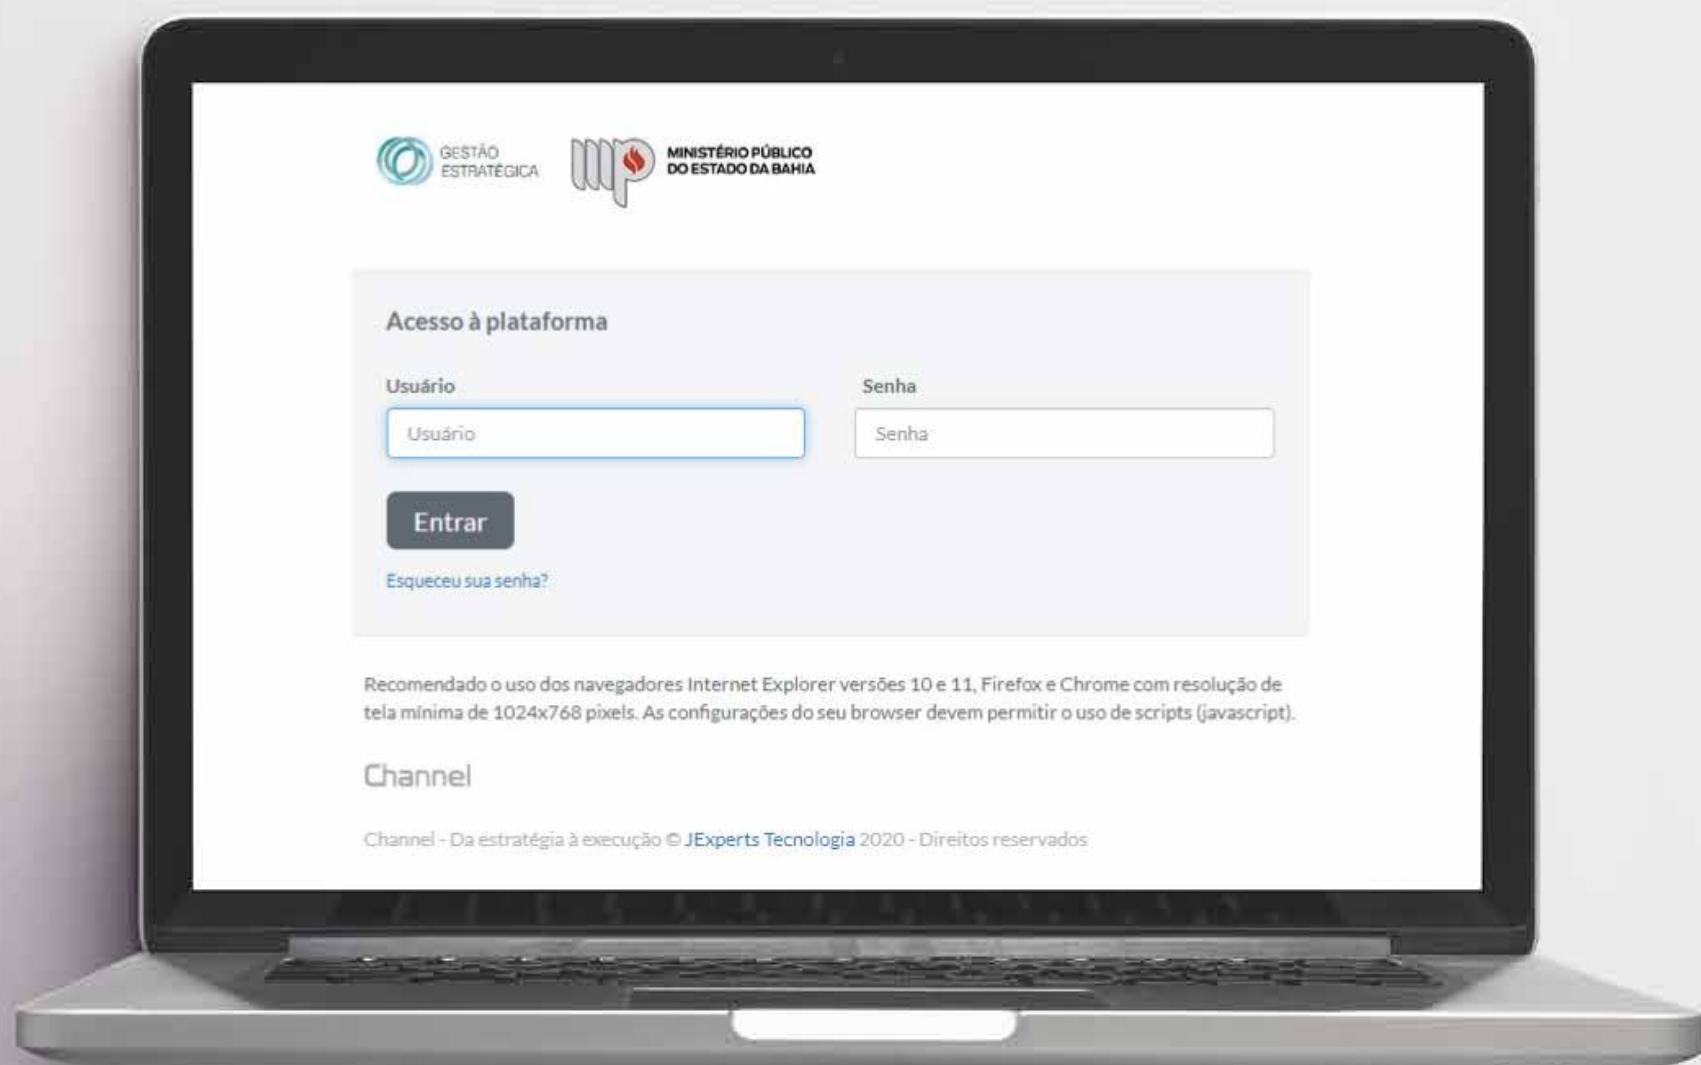 GESTÃO
ESTRATÉGICA
MINISTÉRIO PÚBLICO
DO ESTADO DA BAHIA
Acesso à plataforma
Usuário
Senha
Usuário
Senha
Entrar
Esqueceu sua senha?
Recomendado o uso dos navegadores Internet Explorer versões 10 e 11, Firefox e Chrome com resolução de
tela mínima de 1024x768 pixels. As configurações do seu browser devem permitir o uso de scripts (javascript).
Channel
Channel - Da estratégia à execução © JExperts Tecnologia 2020 - Direitos reservados